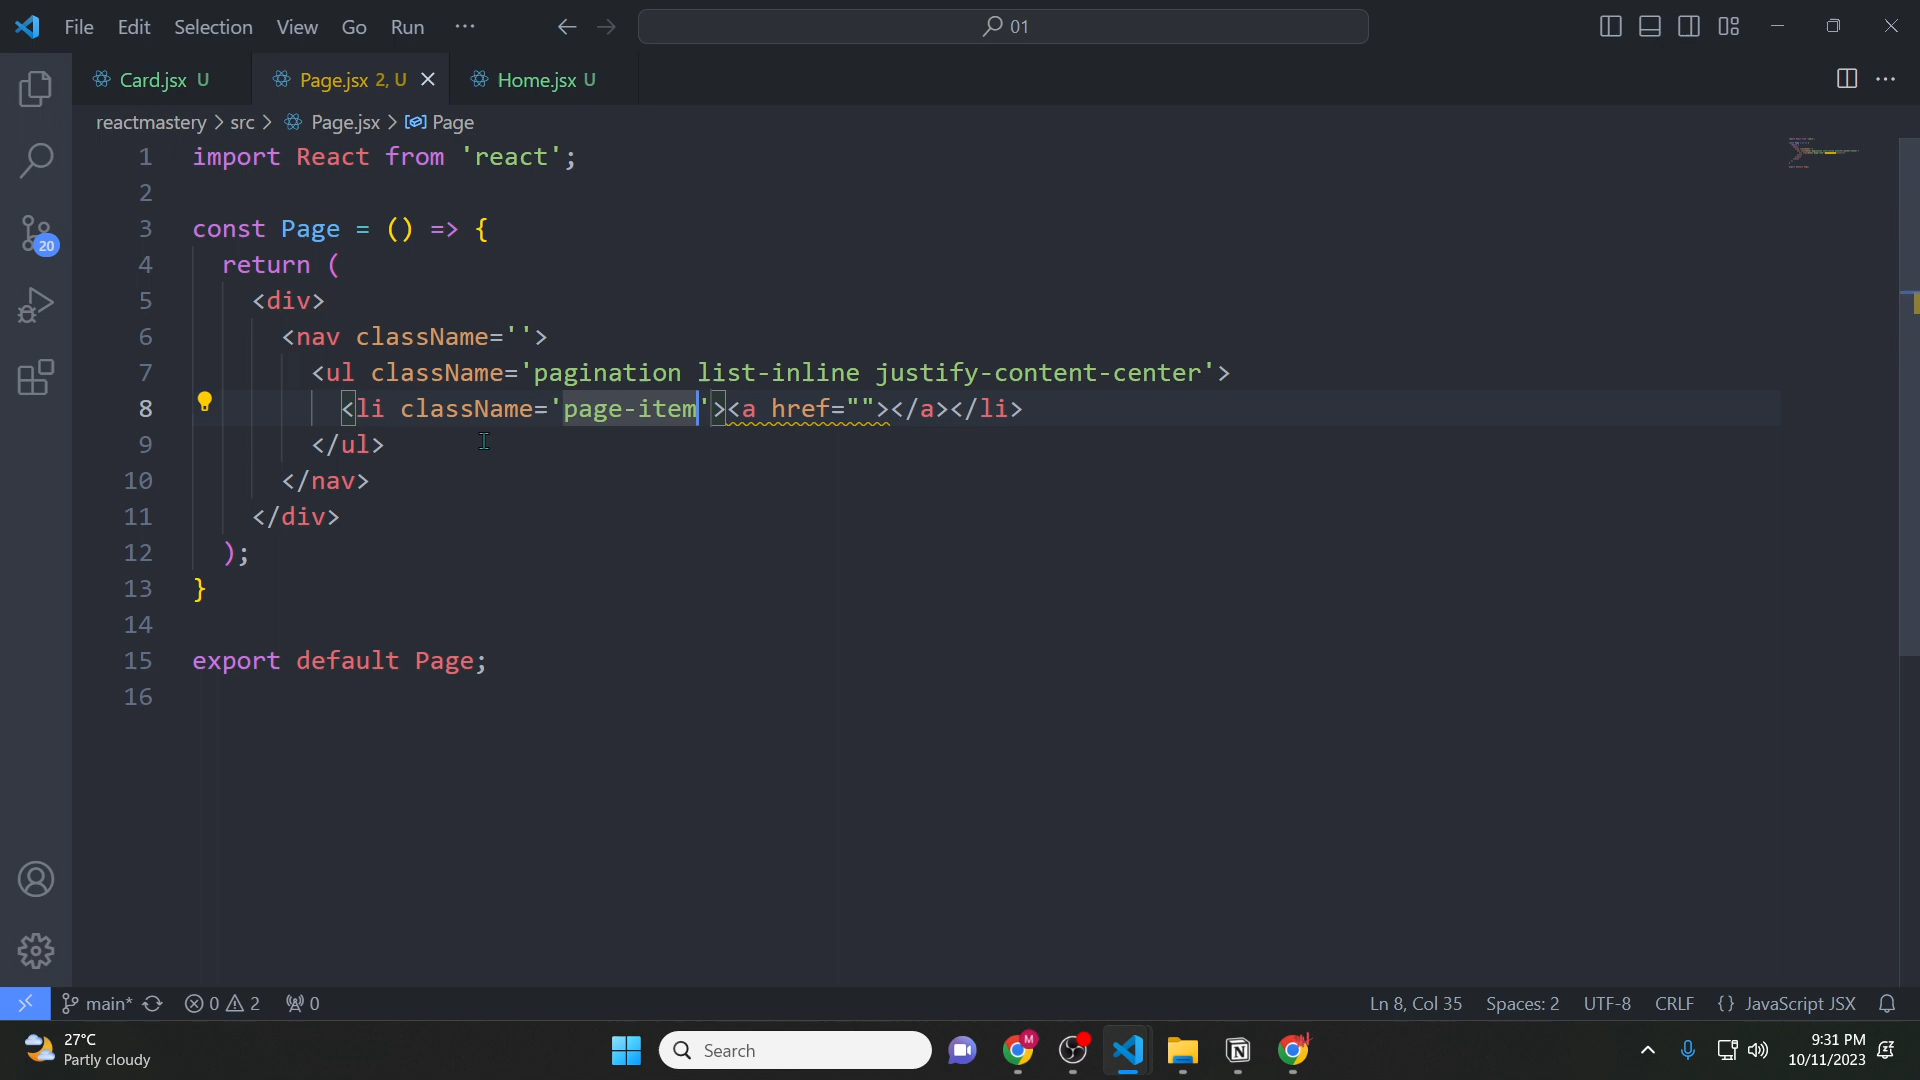 File Edit Selection View Go Run ··· 01
Card.jsx U Page.jsx 2, U Home.jsx U
reactmastery > src > Page.jsx > Page
1 import React from 'react';
2
3 const Page = () => {
4 return (
5 <div>
6 <nav className=''>
7 <ul className='pagination list-inline justify-content-center'>
8 <li className='page-item'><a href=""></a></li>
9 </ul>
10 </nav>
11 </div>
12 );
13 }
14
15 export default Page;
16
20
main* 0 2 0 Ln 8, Col 35 Spaces: 2 UTF-8 CRLF {} JavaScript JSX
27°C
Partly cloudy
Search
M
9:31 PM
10/11/2023